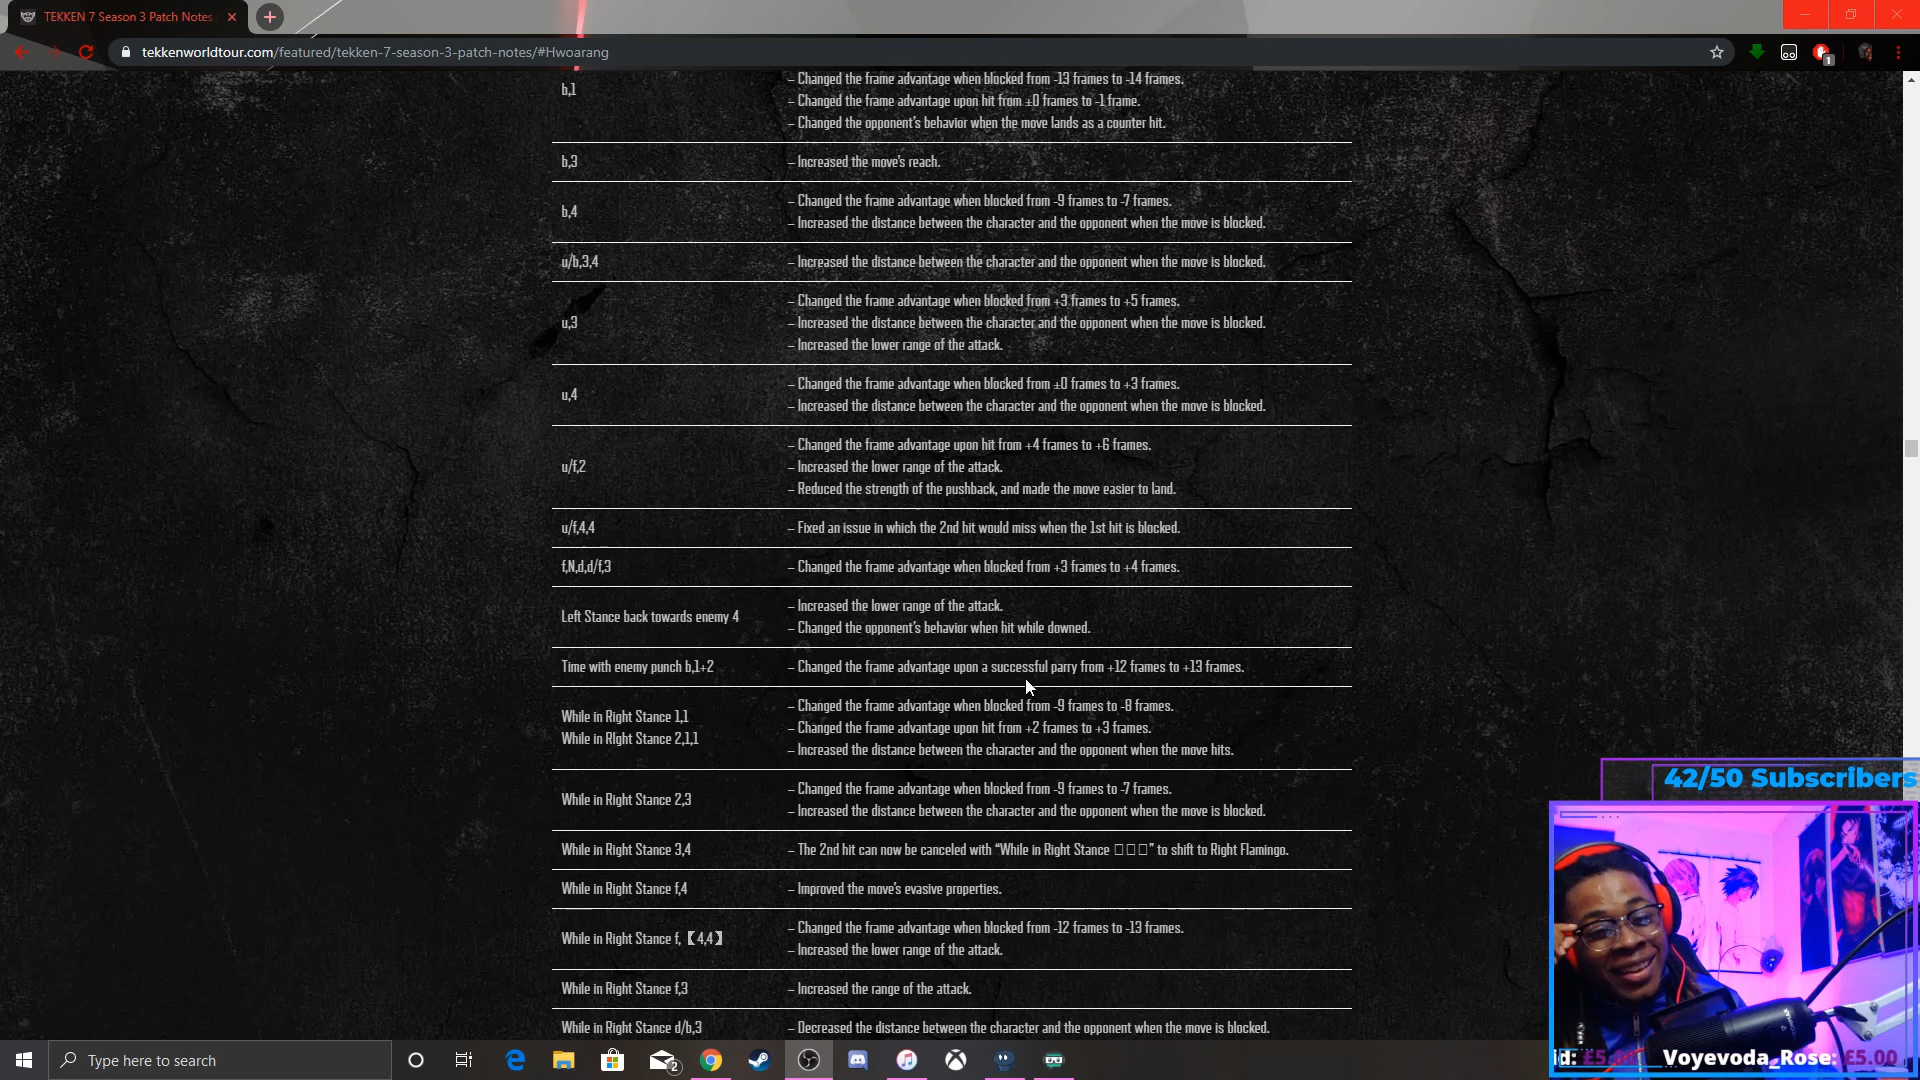 TEKKEN 7 Season 3 Patch Notes
tekkenworldtour.com/featured/tekken-7-season-3-patch-notes/#Hwoarang
1
b,1
– Changed the frame advantage when blocked from -13 frames to -14 frames.
– Changed the frame advantage upon hit from ±0 frames to -1 frame.
– Changed the opponent's behavior when the move lands as a counter hit.
b,3
– Increased the move's reach.
b,4
– Changed the frame advantage when blocked from -9 frames to -7 frames.
– Increased the distance between the character and the opponent when the move is blocked.
u/b,3,4
– Increased the distance between the character and the opponent when the move is blocked.
u,3
– Changed the frame advantage when blocked from +3 frames to +5 frames.
– Increased the distance between the character and the opponent when the move is blocked.
– Increased the lower range of the attack.
u,4
– Changed the frame advantage when blocked from ±0 frames to +3 frames.
– Increased the distance between the character and the opponent when the move is blocked.
u/f,2
– Changed the frame advantage upon hit from +4 frames to +6 frames.
– Increased the lower range of the attack.
– Reduced the strength of the pushback, and made the move easier to land.
u/f,4,4
– Fixed an issue in which the 2nd hit would miss when the 1st hit is blocked.
f,N,d,d/f,3
– Changed the frame advantage when blocked from +3 frames to +4 frames.
Left Stance back towards enemy 4
– Increased the lower range of the attack.
– Changed the opponent's behavior when hit while downed.
Time with enemy punch b,1+2
– Changed the frame advantage upon a successful parry from +12 frames to +13 frames.
While in Right Stance 1,1
While in RIght Stance 2,1,1
– Changed the frame advantage when blocked from -9 frames to -8 frames.
– Changed the frame advantage upon hit from +2 frames to +3 frames.
– Increased the distance between the character and the opponent when the move hits.
While in Right Stance 2,3
– Changed the frame advantage when blocked from -9 frames to -7 frames.
– Increased the distance between the character and the opponent when the move is blocked.
While in Right Stance 3,4
– The 2nd hit can now be canceled with “While in Right Stance □□□” to shift to Right Flamingo.
While in Right Stance f,4
– Improved the move's evasive properties.
While in Right Stance f,【4,4】
– Changed the frame advantage when blocked from -12 frames to -13 frames.
– Increased the lower range of the attack.
While in Right Stance f,3
– Increased the range of the attack.
While in Right Stance d/b,3
– Decreased the distance between the character and the opponent when the move is blocked.
42/50 Subscribers
id: £5.00 Voyevoda_Rose: £5.00
Type here to search
2